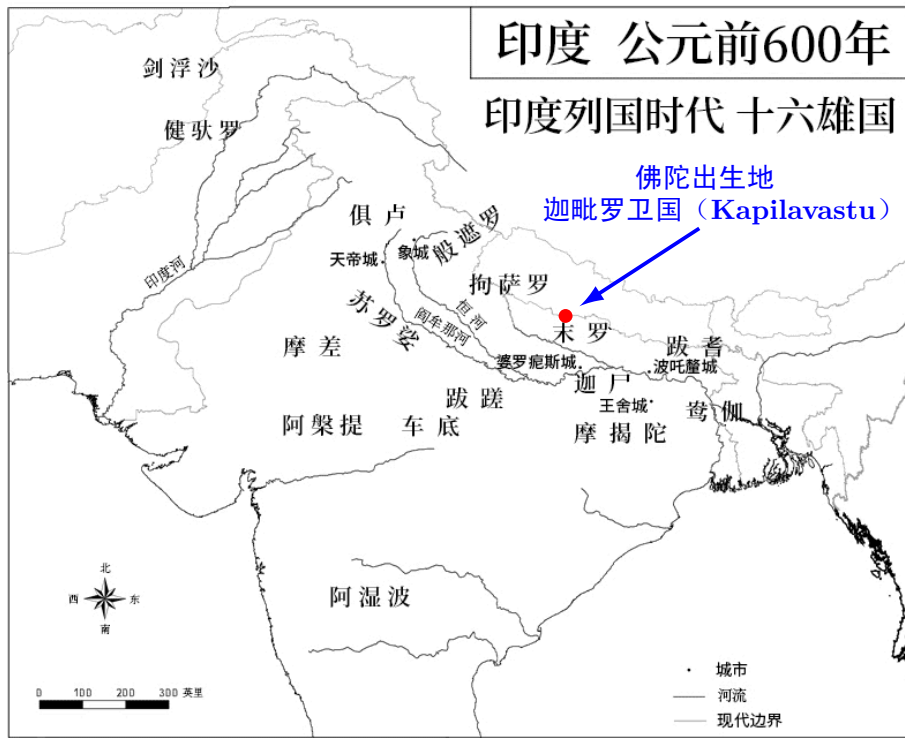 印度 公元前600年
印度列国时代 十六雄国
剑浮沙
健驮罗
佛陀出生地
迦毗罗卫国（Kapilavastu）
俱卢
般遮罗
象城
天帝城
印度河
拘萨罗
苏罗娑
恒河
阎牟那河
末罗
摩差
跋耆
婆罗痆斯城
波吒釐城
迦尸
跋蹉
王舍城
鸯伽
阿槃提
车底
摩揭陀
北
西
东
南
阿湿波
城市
0 100 200 300 英里
河流
现代边界